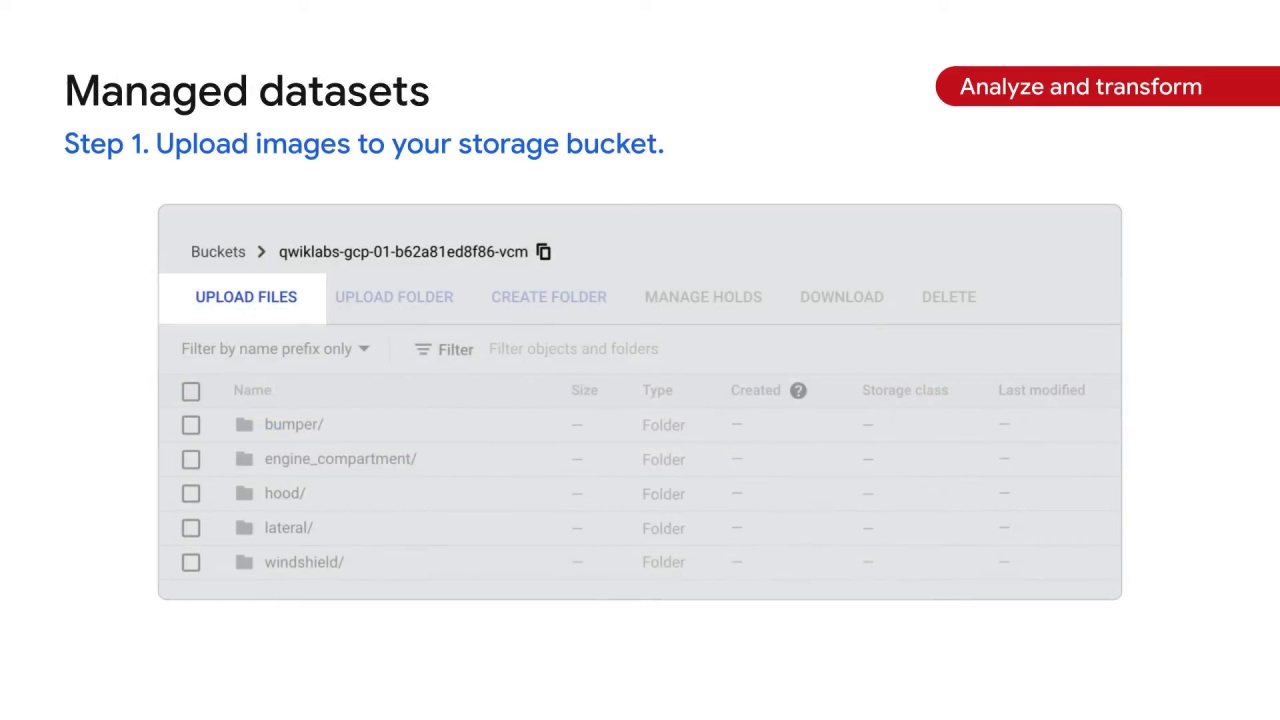 Managed datasets
Analyze and transform
Step 1. Upload images to your storage bucket.
Buckets > qwiklabs-gcp-01-b62a81ed8f86-vcm
UPLOAD FILES UPLOAD FOLDER CREATE FOLDER MANAGE HOLDS DOWNLOAD DELETE
Filter by name prefix only Filter Filter objects and folders
Name Size Type Created ? Storage class Last modified
bumper/ — Folder — — —
engine_compartment/ — Folder — — —
hood/ — Folder — — —
lateral/ — Folder — — —
windshield/ — Folder — — —